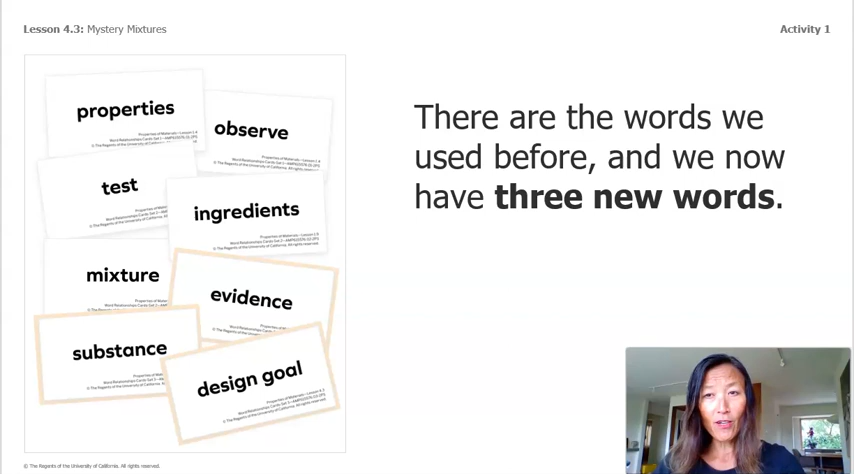 Lesson 4.3: Mystery Mixtures
Activity 1
properties
observe
test
ingredients
mixture
evidence
substance
design goal
There are the words we
used before, and we now
have three new words.
© The Regents of the University of California. All rights reserved.